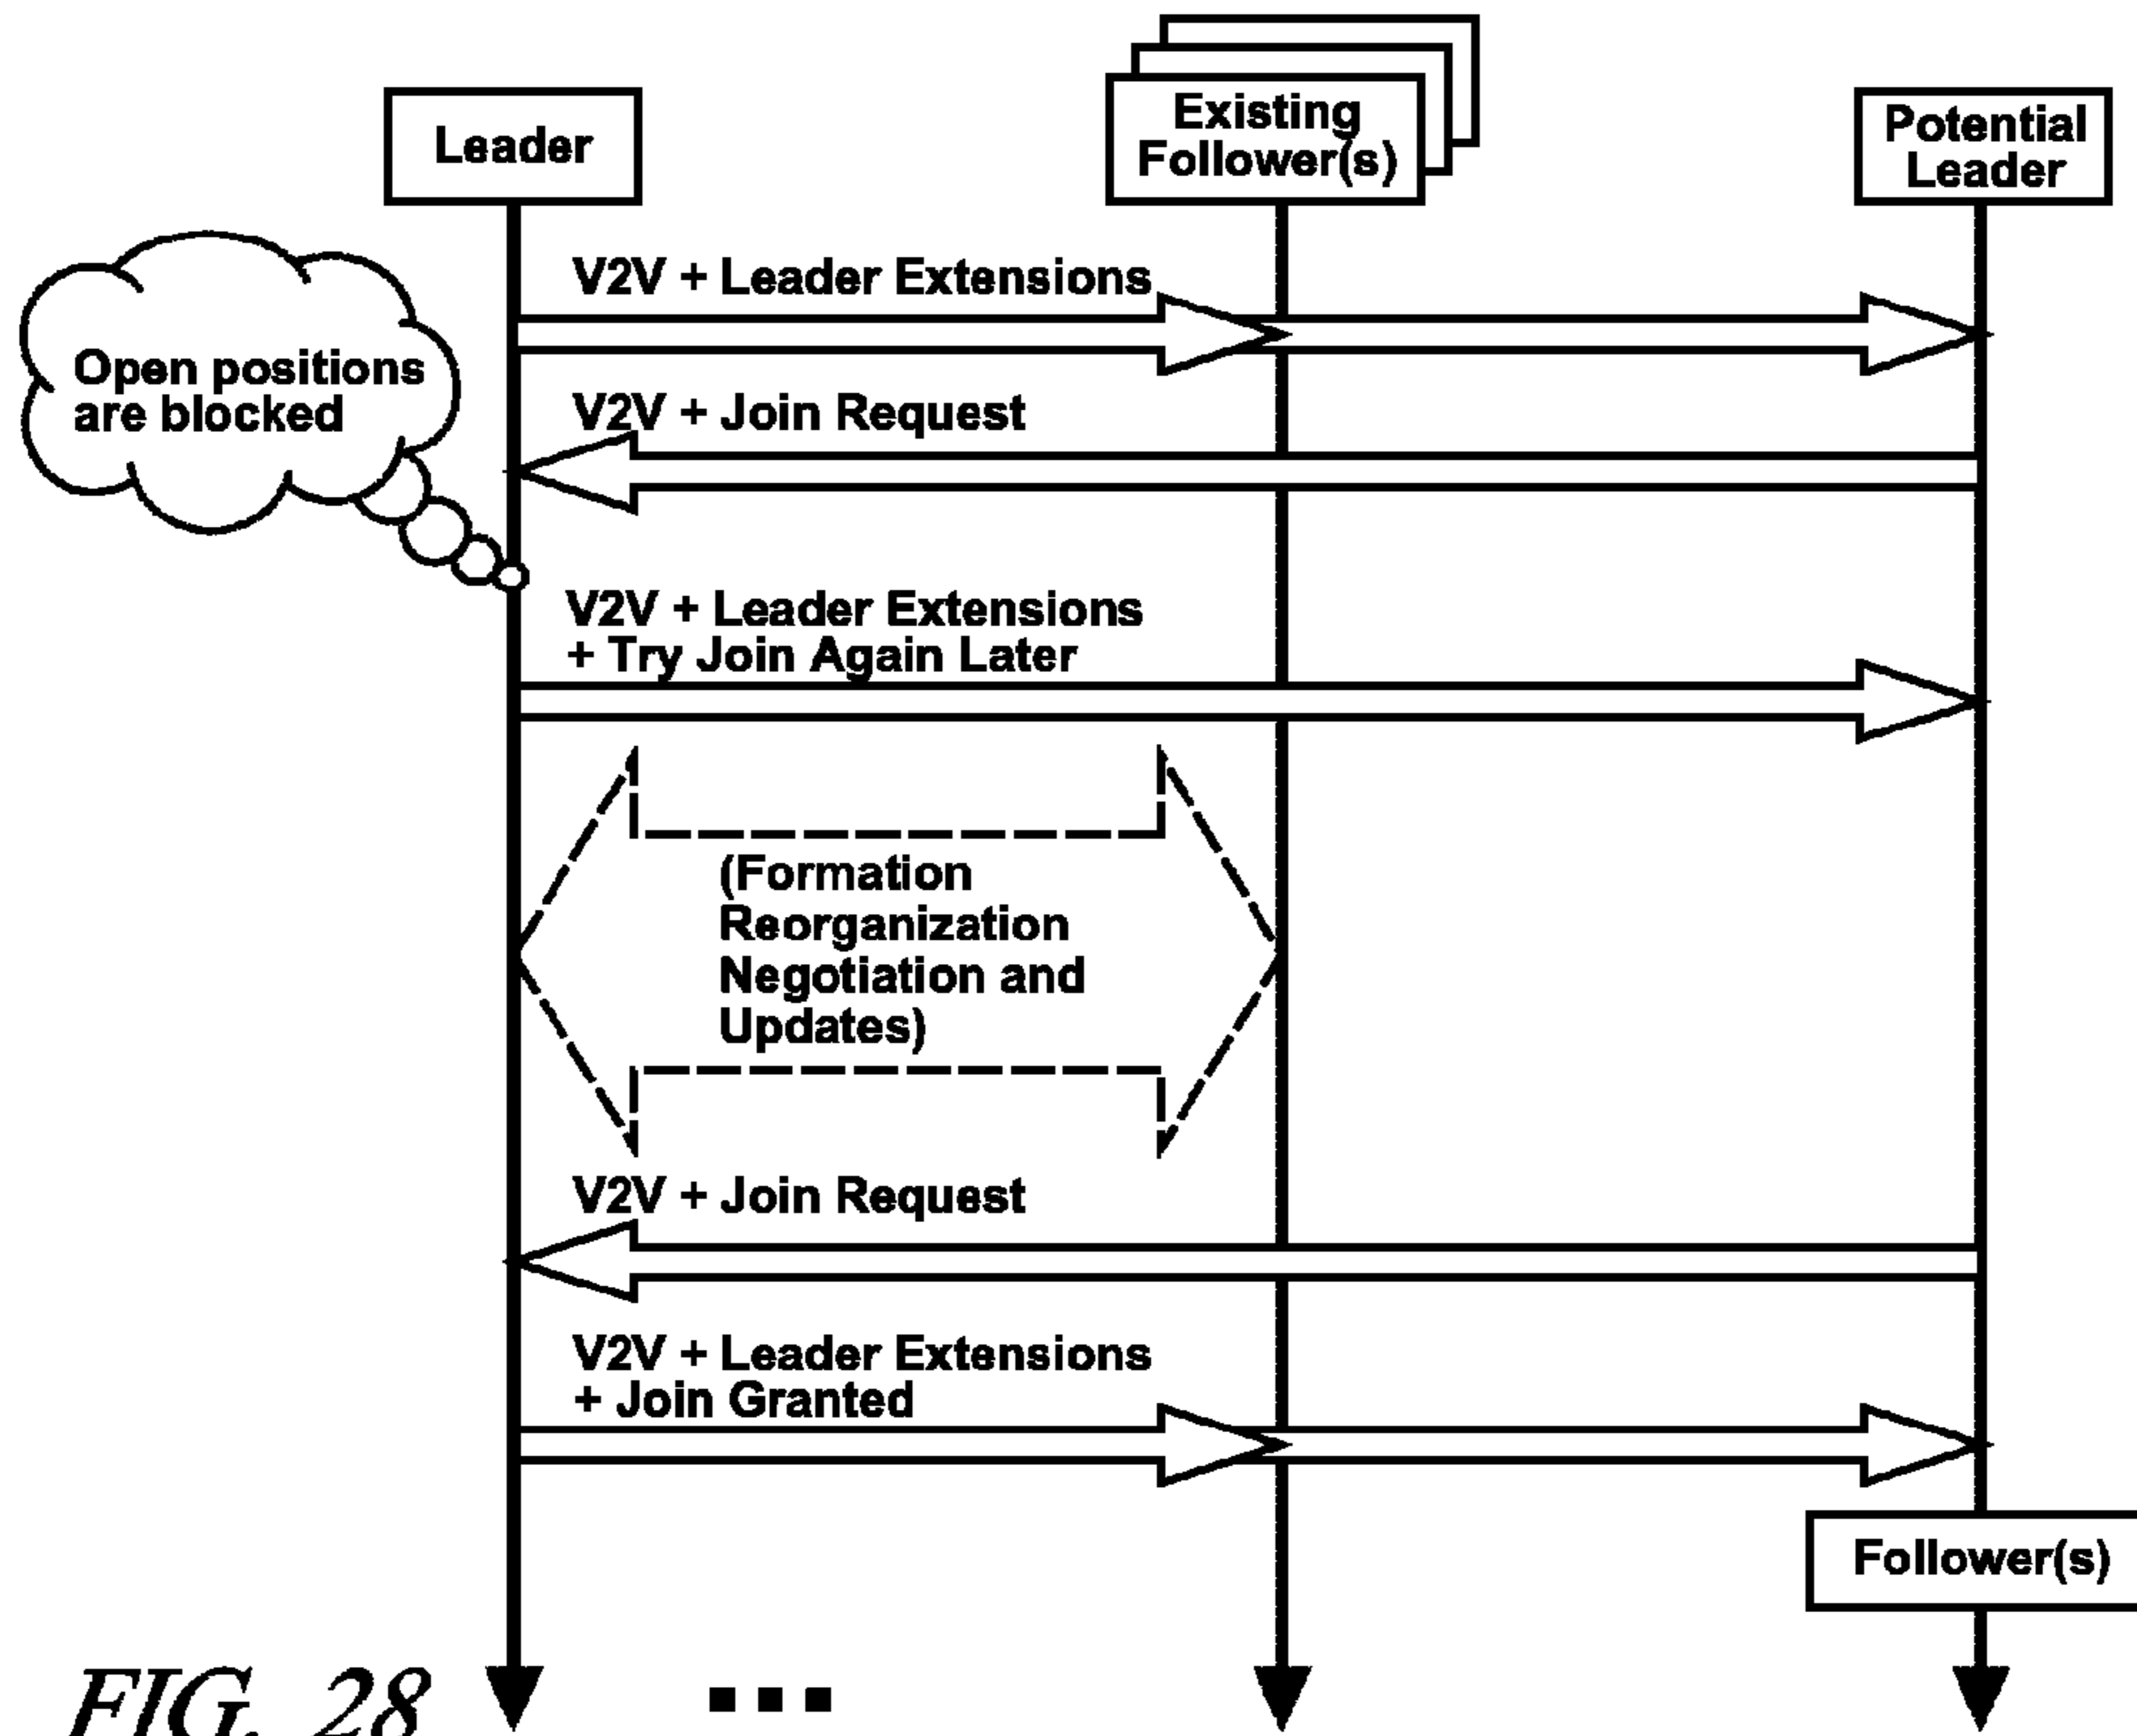 Leader
Existing
Follower(s)
Potential
Leader
V2V + Leader Extensions
Open positions
are blocked
V2V + Join Request
V2V + Leader Extensions
+ Try Join Again Later
(Formation
Reorganization
Negotiation and
Updates)
V2V + Join Request
V2V + Leader Extensions
+ Join Granted
Follower(s)
FIG. 28